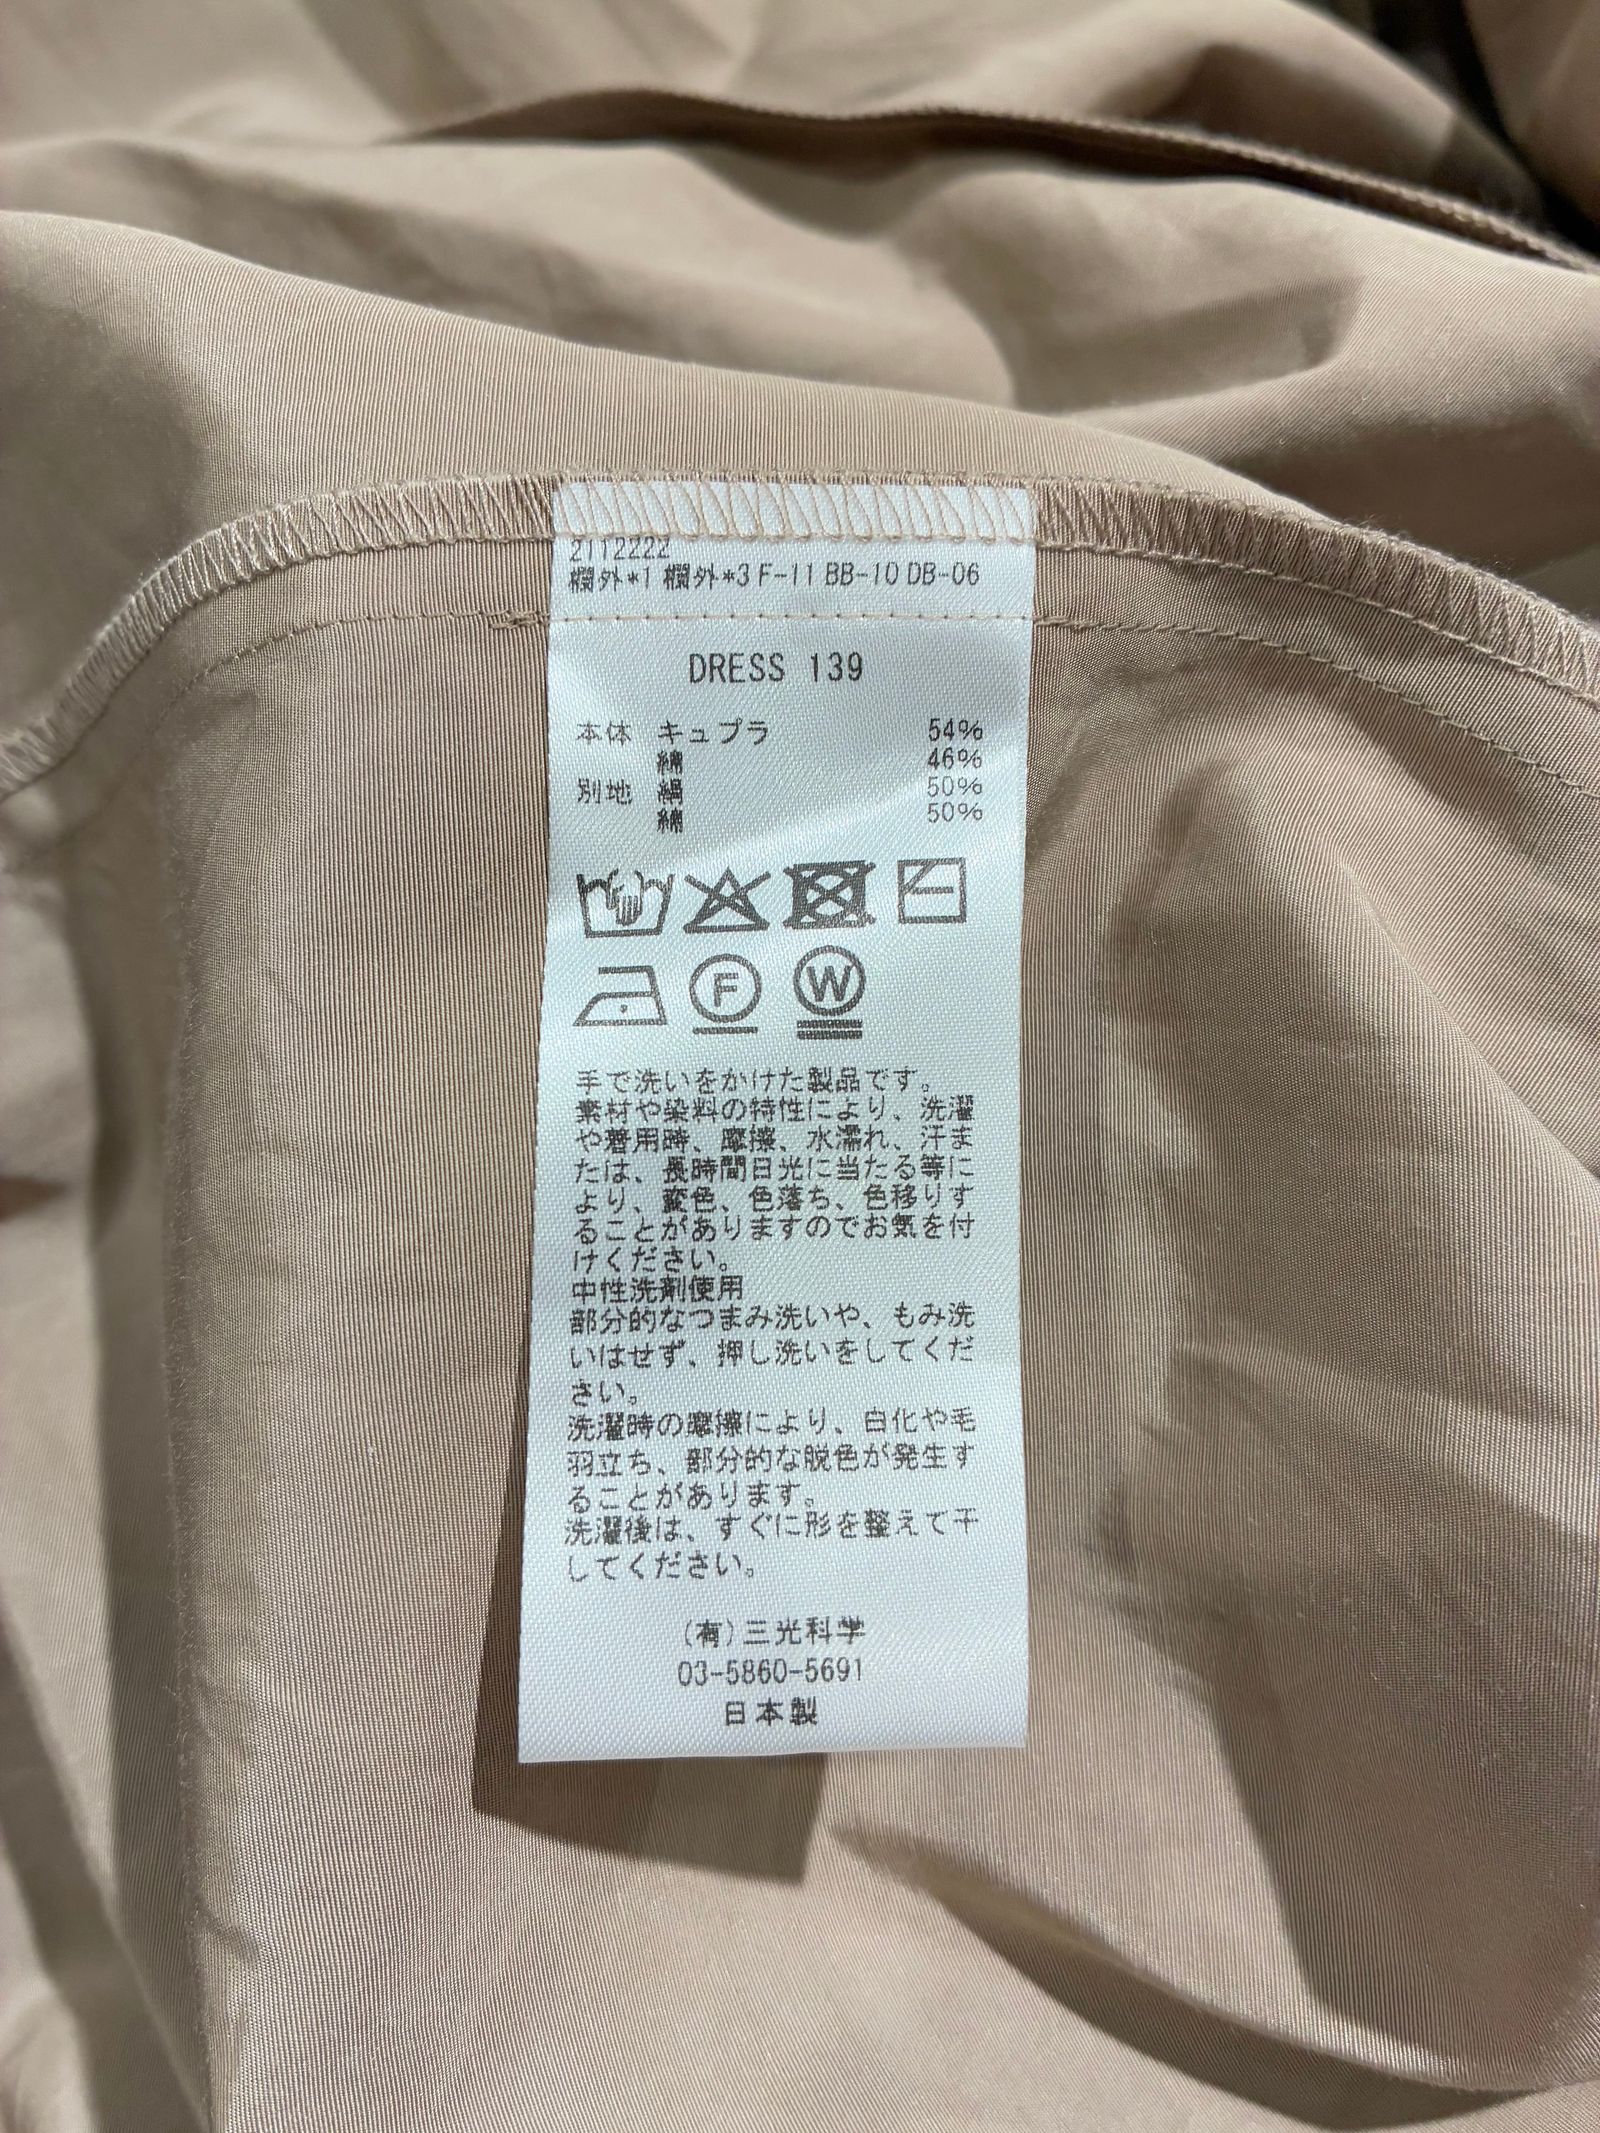 2112222
欄外*1 欄外*3 F-11 BB-10 DB-06
DRESS 139
本体 キュプラ 54%
綿 46%
別地 絹 50%
綿 50%
F
W
手で洗いをかけた製品です。
素材や染料の特性により、洗濯
や着用時、摩擦、水濡れ、汗ま
たは、長時間日光に当たる等に
より、変色、色落ち、色移りす
ることがありますのでお気を付
けください。
中性洗剤使用
部分的なつまみ洗いや、もみ洗
いはせず、押し洗いをしてくだ
さい。
洗濯時の摩擦により、白化や毛
羽立ち、部分的な脱色が発生す
ることがあります。
洗濯後は、すぐに形を整えて干
してください。
(有)三光科学
03-5860-5691
日本製